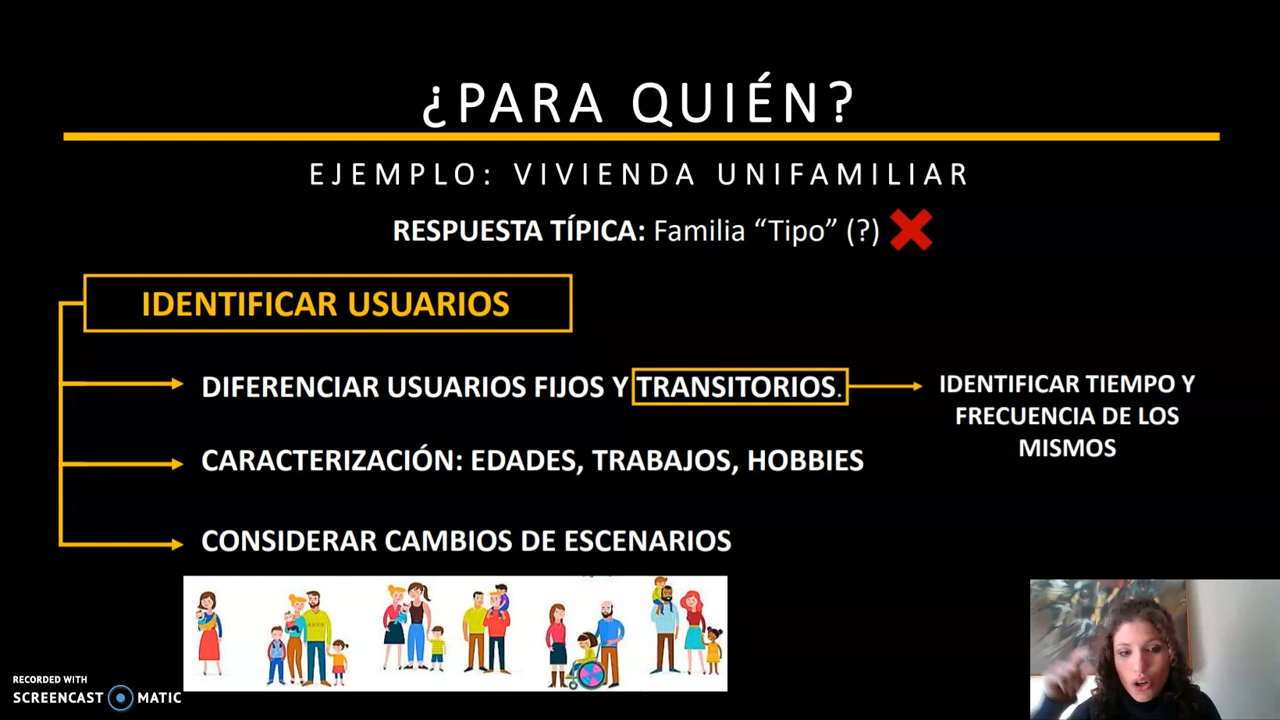 ¿PARA QUIÉN?
EJEMPLO: VIVIENDA UNIFAMILIAR
RESPUESTA TÍPICA: Familia “Tipo” (?)
IDENTIFICAR USUARIOS
DIFERENCIAR USUARIOS FIJOS Y TRANSITORIOS.
IDENTIFICAR TIEMPO Y
FRECUENCIA DE LOS
MISMOS
CARACTERIZACIÓN: EDADES, TRABAJOS, HOBBIES
CONSIDERAR CAMBIOS DE ESCENARIOS
RECORDED WITH
SCREENCAST MATIC